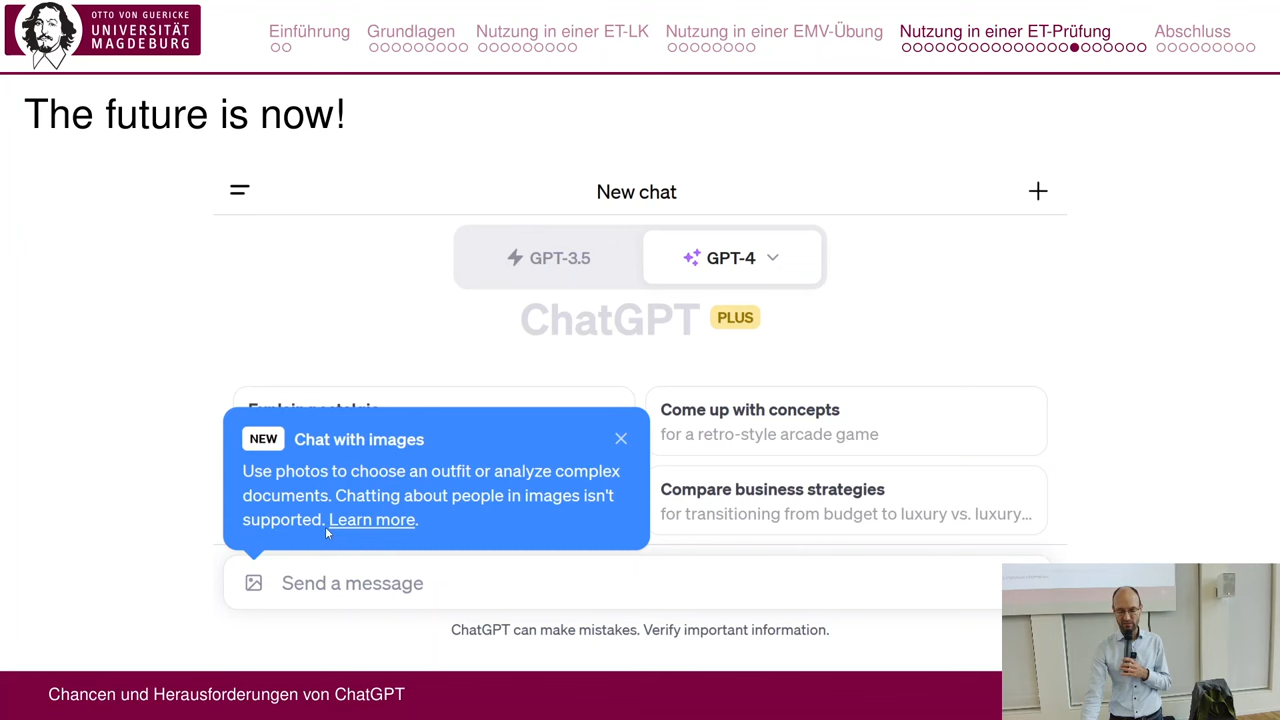 OTTO VON GUERICKE
UNIVERSITÄT
MAGDEBURG
Einführung
Grundlagen
Nutzung in einer ET-LK
Nutzung in einer EMV-Übung
Nutzung in einer ET-Prüfung
Abschluss
The future is now!
New chat
GPT-3.5
GPT-4
ChatGPT PLUS
Come up with concepts
for a retro-style arcade game
NEW Chat with images
Use photos to choose an outfit or analyze complex
documents. Chatting about people in images isn't
supported. Learn more.
Compare business strategies
for transitioning from budget to luxury vs. luxury...
Send a message
ChatGPT can make mistakes. Verify important information.
Chancen und Herausforderungen von ChatGPT